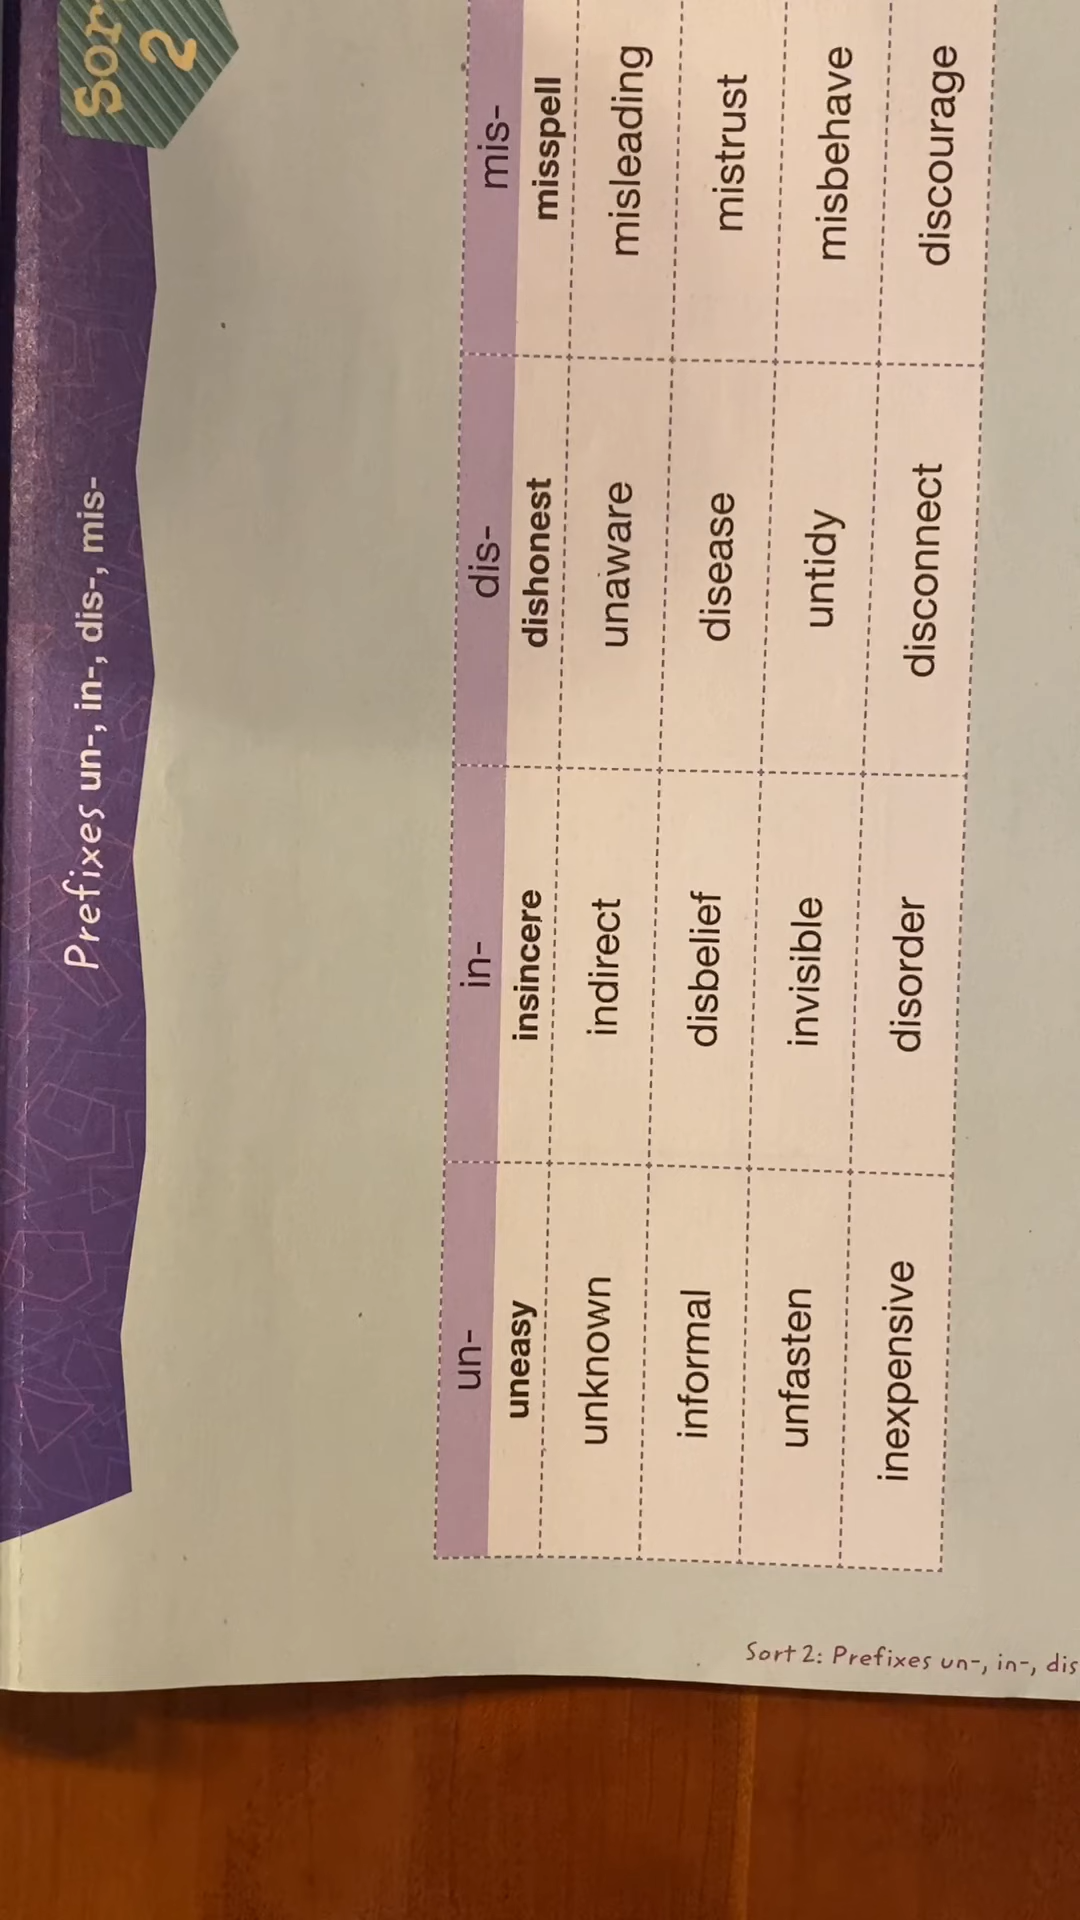 Sor
2
Prefixes un-, in-, dis-, mis-
un- in- dis- mis-
uneasy insincere dishonest misspell
unknown indirect unaware misleading
informal disbelief disease mistrust
unfasten invisible untidy misbehave
inexpensive disorder disconnect discourage
Sort 2: Prefixes un-, in-, dis